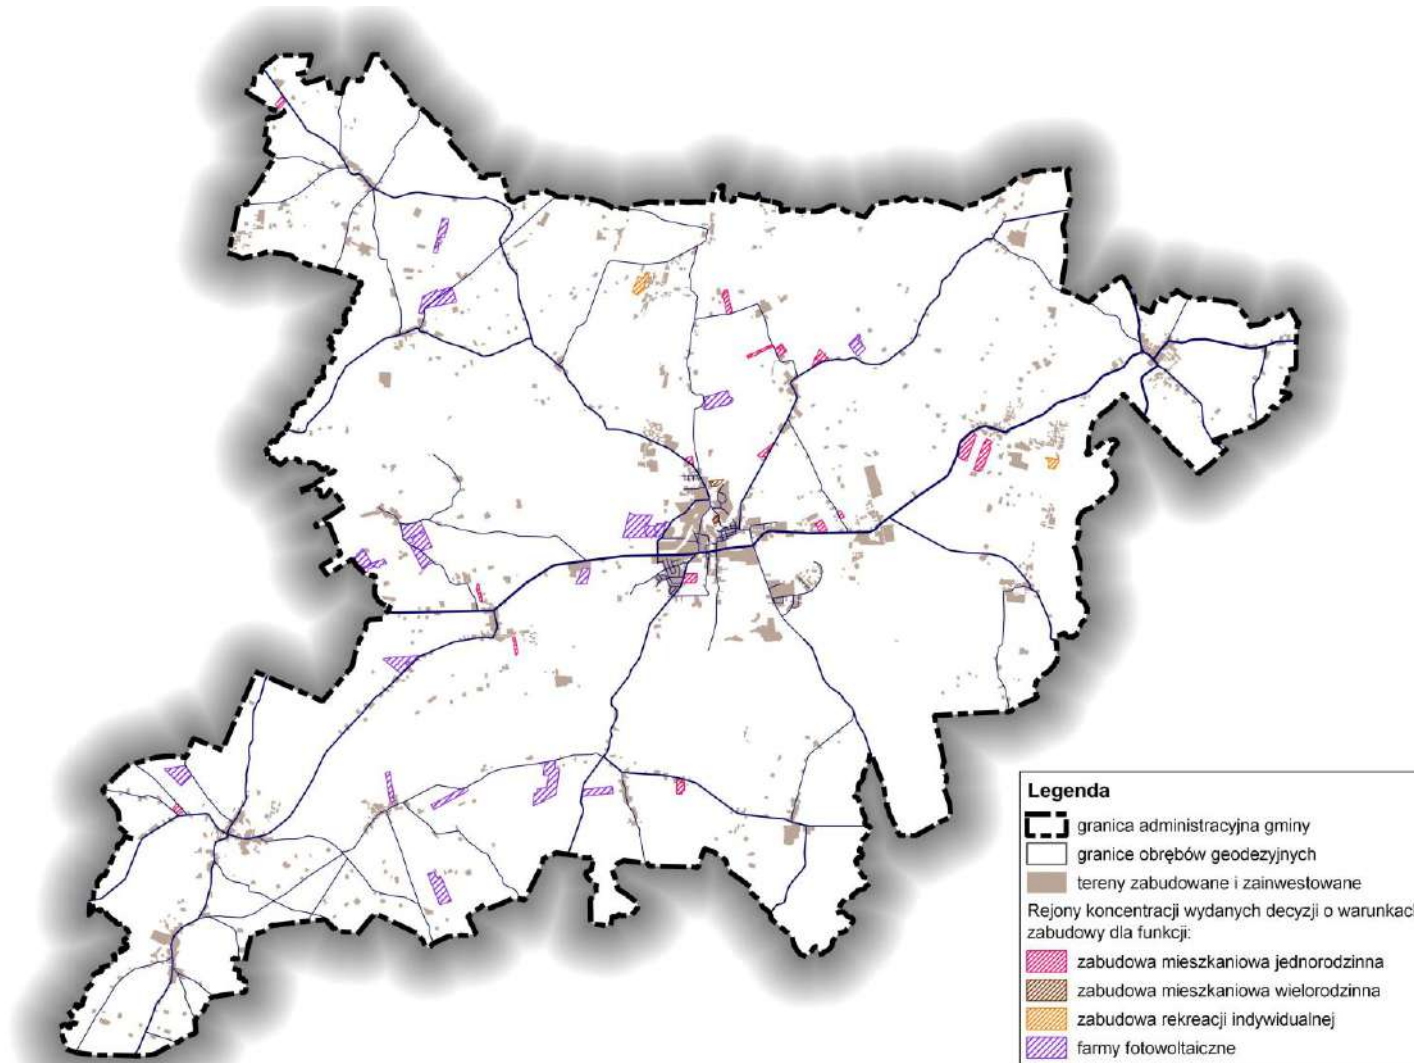 Legenda
granica administracyjna gminy
granice obrębów geodezyjnych
tereny zabudowane i zainwestowane
Rejony koncentracji wydanych decyzji o warunkach
zabudowy dla funkcji:
zabudowa mieszkaniowa jednorodzinna
zabudowa mieszkaniowa wielorodzinna
zabudowa rekreacji indywidualnej
farmy fotowoltaiczne